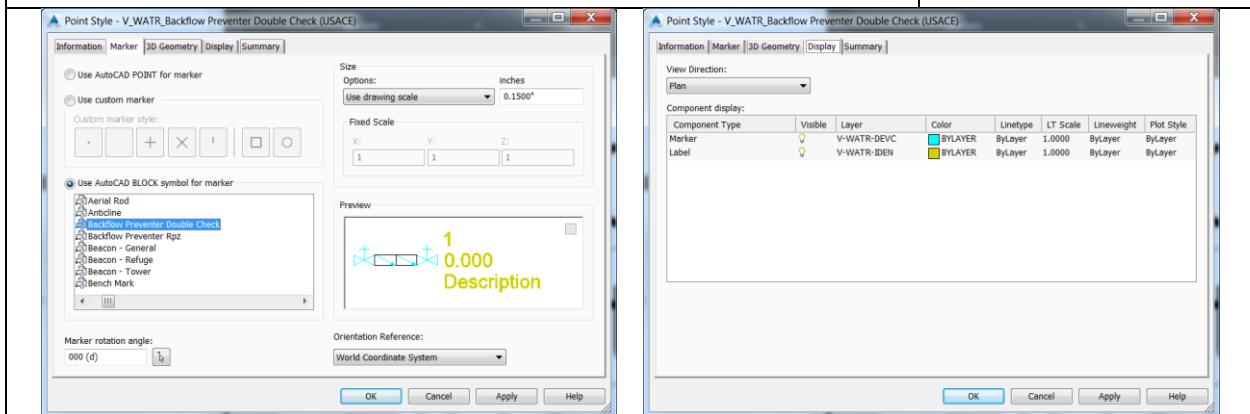 Point Style - V_WATR_Backflow Preventer Double Check (USACE)
Information Marker 3D Geometry Display Summary
Use AutoCAD POINT for marker
Use custom marker
Custom marker style:
Use AutoCAD BLOCK symbol for marker
Aerial Rod
Anticline
Backflow Preventer Double Check
Backflow Preventer Rpz
Beacon - General
Beacon - Refuge
Beacon - Tower
Bench Mark
Marker rotation angle:
000 (d)
Size
Options: inches
Use drawing scale 0.1500"
Fixed Scale
X: Y: Z:
1 1 1
Preview
1
0.000
Description
Orientation Reference:
World Coordinate System
OK Cancel Apply Help
Point Style - V_WATR_Backflow Preventer Double Check (USACE)
Information Marker 3D Geometry Display Summary
View Direction:
Plan
Component display:
Component Type Visible Layer Color Linetype LT Scale Lineweight Plot Style
Marker V-WATR-DEVC BYLAYER ByLayer 1.0000 ByLayer ByLayer
Label V-WATR-IDEN BYLAYER ByLayer 1.0000 ByLayer ByLayer
OK Cancel Apply Help